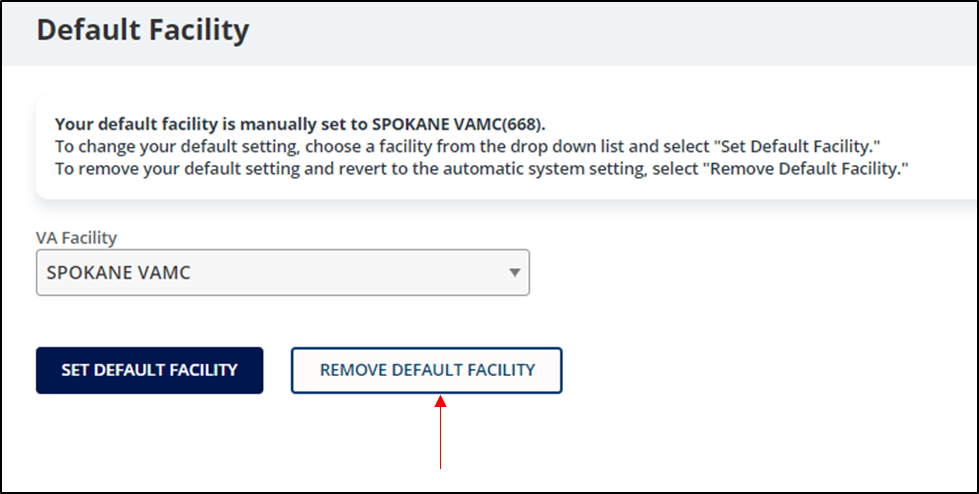 Default Facility
Your default facility is manually set to SPOKANE VAMC(668).
To change your default setting, choose a facility from the drop down list and select "Set Default Facility."
To remove your default setting and revert to the automatic system setting, select "Remove Default Facility."
VA Facility
SPOKANE VAMC
SET DEFAULT FACILITY REMOVE DEFAULT FACILITY